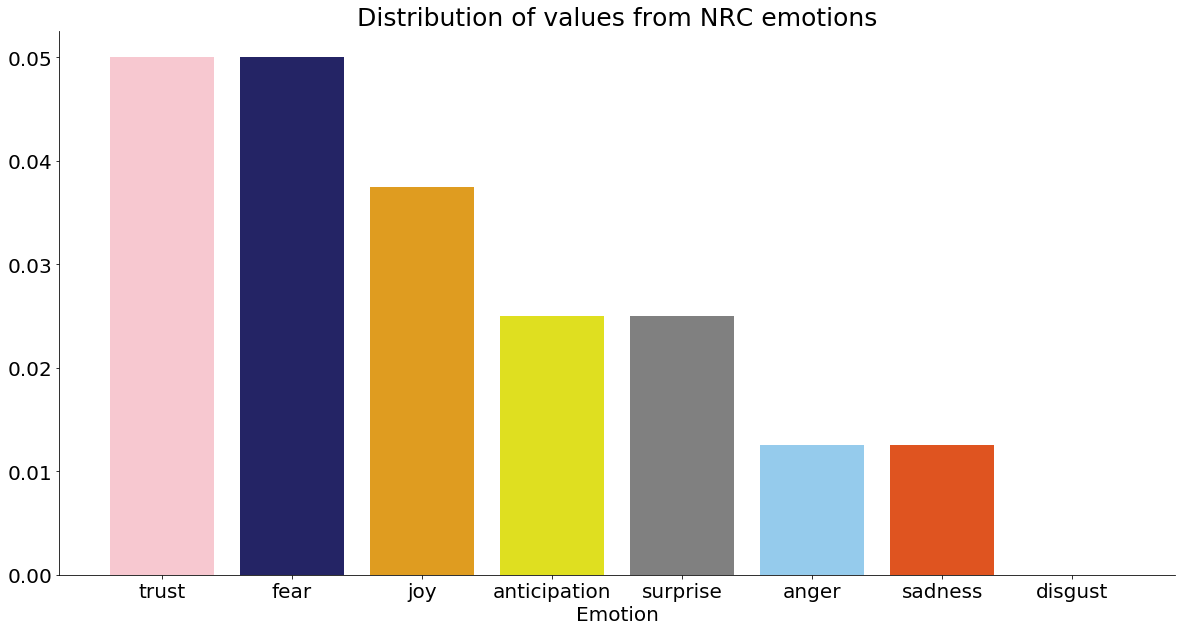 Distribution of values from NRC emotions
0.05
0.04
0.03
0.02
0.01
0.00
trust fear joy anticipation surprise anger sadness disgust
Emotion